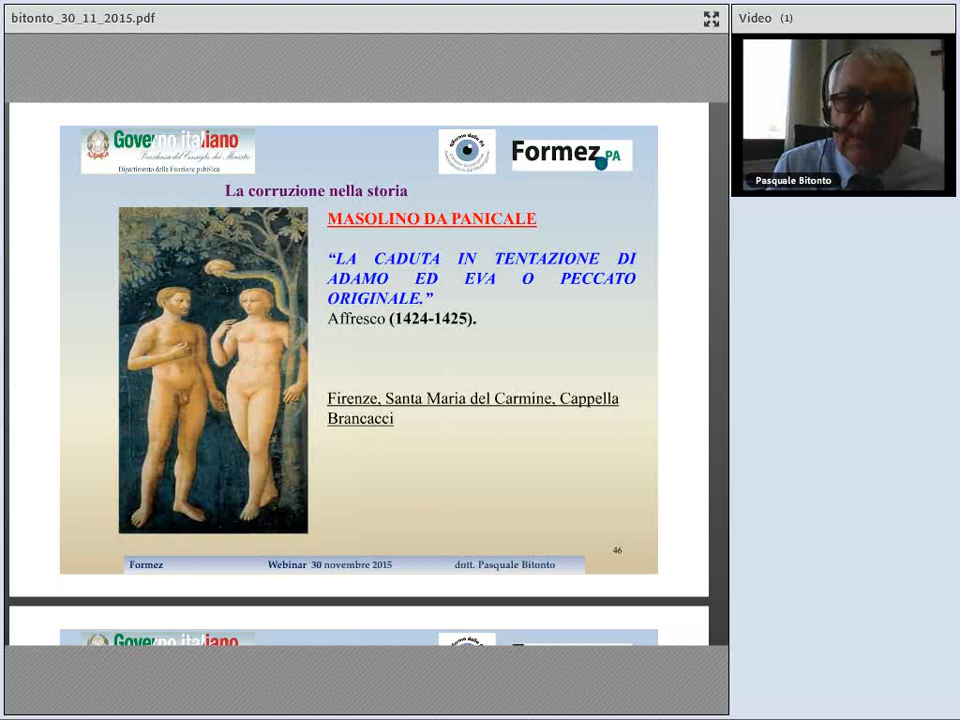 bitonto_30_11_2015.pdf
Video (1)
Pasquale Bitonto
Governo italiano
Presidenza del Consiglio dei Ministri
Dipartimento della Funzione pubblica
Formez PA
La corruzione nella storia
MASOLINO DA PANICALE
“LA CADUTA IN TENTAZIONE DI
ADAMO ED EVA O PECCATO
ORIGINALE.”
Affresco (1424-1425).
Firenze, Santa Maria del Carmine, Cappella
Brancacci
46
Formez Webinar 30 novembre 2015 dott. Pasquale Bitonto
Governo italiano